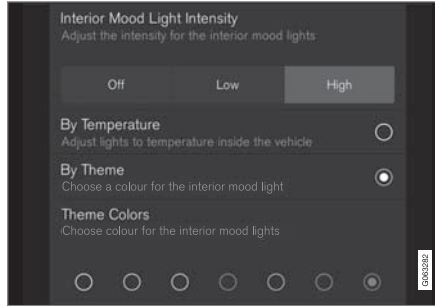 Interior Mood Light Intensity
Adjust the intensity for the interior mood lights
Off Low High
By Temperature
Adjust lights to temperature inside the vehicle
By Theme
Choose a colour for the interior mood light
Theme Colors
Choose colour for the interior mood lights
G063282